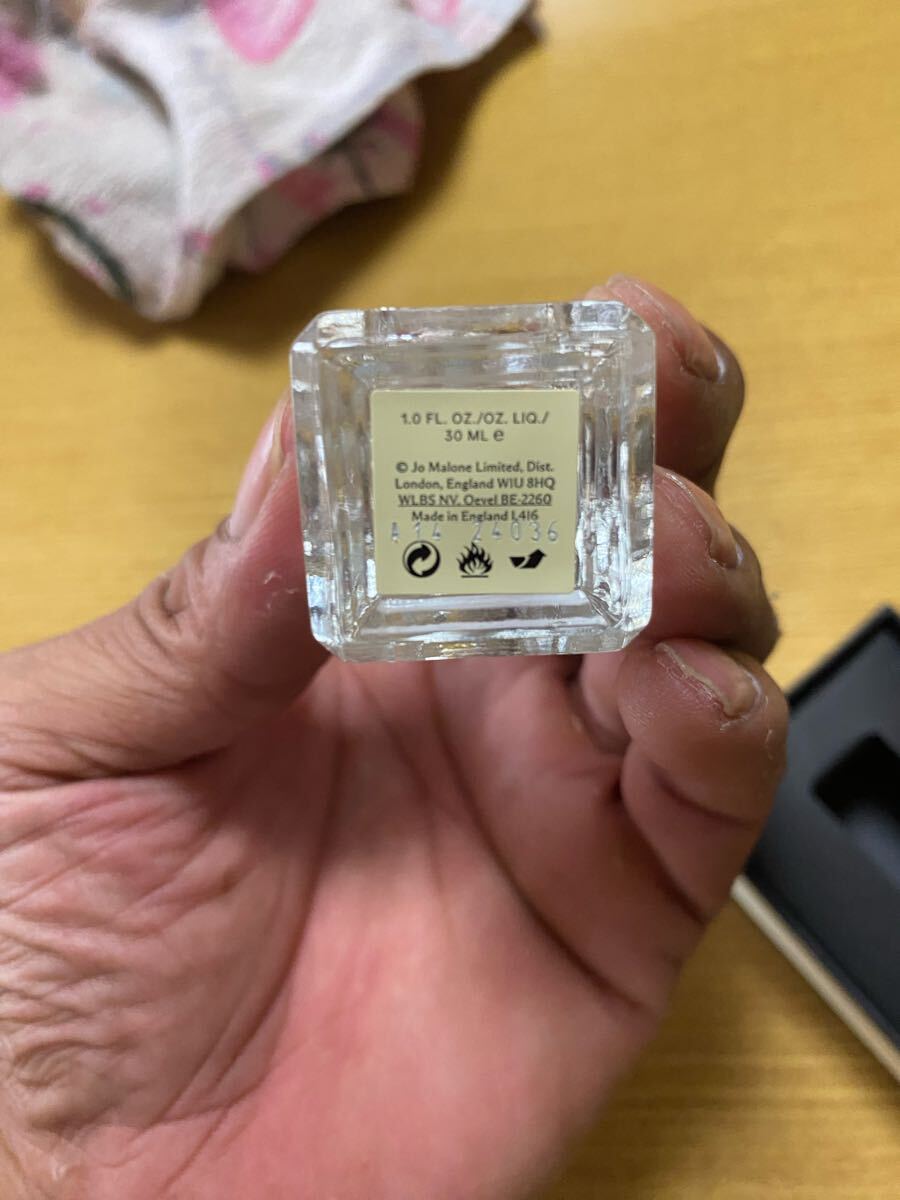 1.0 FL. OZ./OZ. LIQ./
30 ML e
© Jo Malone Limited, Dist.
London, England W1U 8HQ
WLBS NV. Oevel BE-2260
Made in England L416
A14 24036